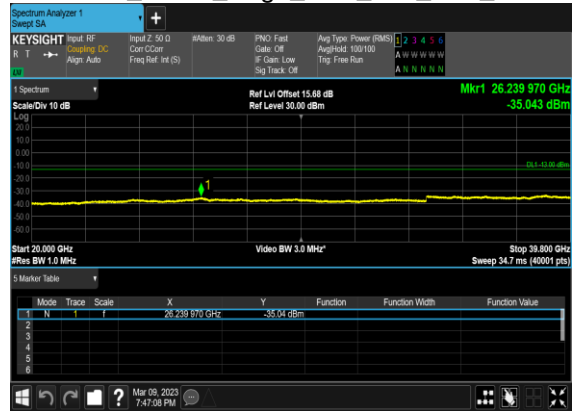 Spectrum Analyzer 1
Swept SA
+
KEYSIGHT Input: RF Input Z: 50 Ω #Atten: 30 dB PNO: Fast Avg Type: Power (RMS) 1 2 3 4 5 6
R T Coupling: DC Corr CCorr Gate: Off Avg|Hold: 100/100 A W W W W W
Align: Auto Freq Ref: Int (S) IF Gain: Low Trig: Free Run
Sig Track: Off A N N N N N
1 Spectrum Ref Lvl Offset 15.68 dB Mkr1 26.239 970 GHz
Scale/Div 10 dB Ref Level 30.00 dBm -35.043 dBm
Log
20.0
10.0
0.00
-10.0
DL1 -13.00 dBm
-20.0
-30.0
1
-40.0
-50.0
-60.0
Start 20.000 GHz Video BW 3.0 MHz* Stop 39.800 GHz
#Res BW 1.0 MHz Sweep 34.7 ms (40001 pts)
5 Marker Table
Mode Trace Scale X Y Function Function Width Function Value
1 N 1 f 26.239 970 GHz -35.04 dBm
2
3
4
5
6
? Mar 09, 2023
7:47:08 PM